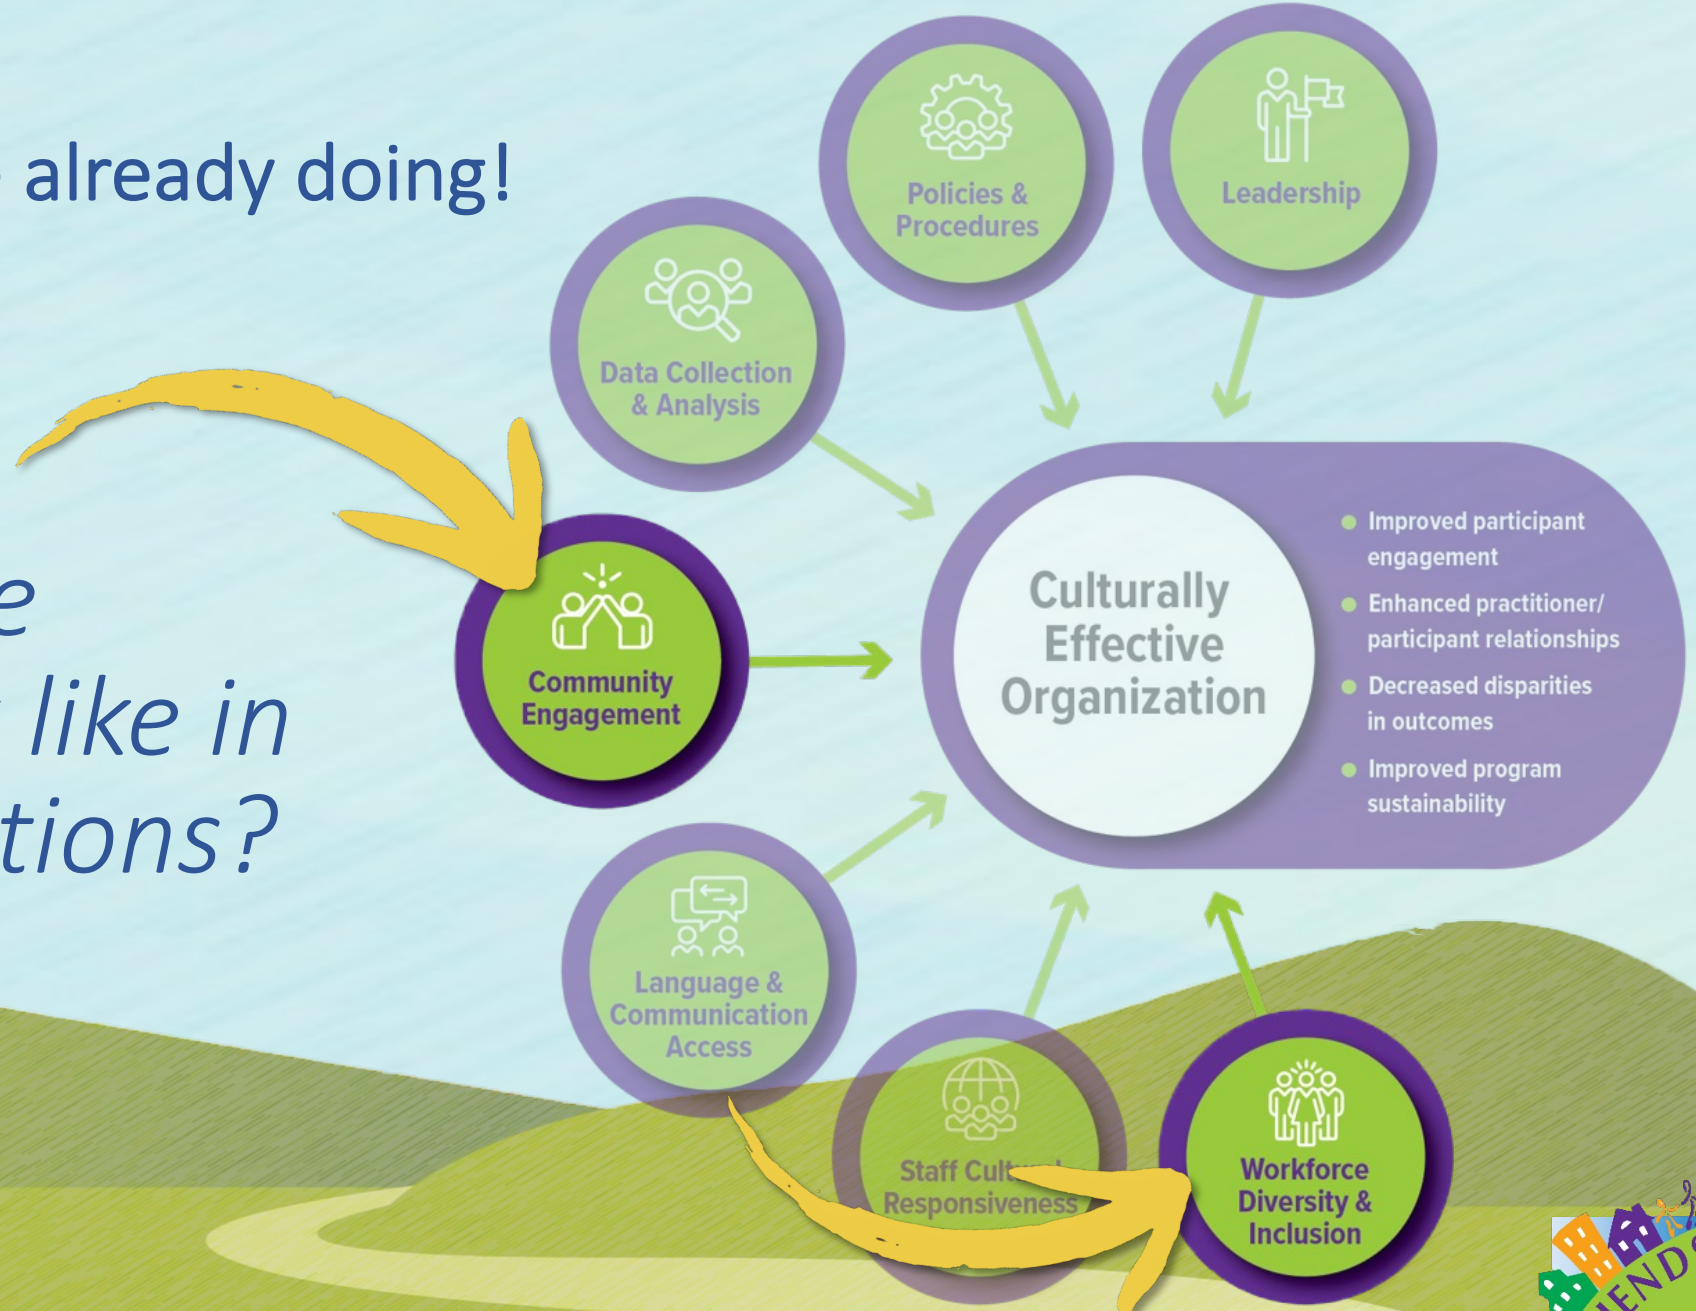 already doing!
like in
tions?
Policies &
Procedures
Leadership
Data Collection
& Analysis
Community
Engagement
Language &
Communication
Access
Staff
Responsiveness
Workforce
Diversity &
Inclusion
Culturally
Effective
Organization
Improved participant
engagement
Enhanced practitioner/
participant relationships
Decreased disparities
in outcomes
Improved program
sustainability